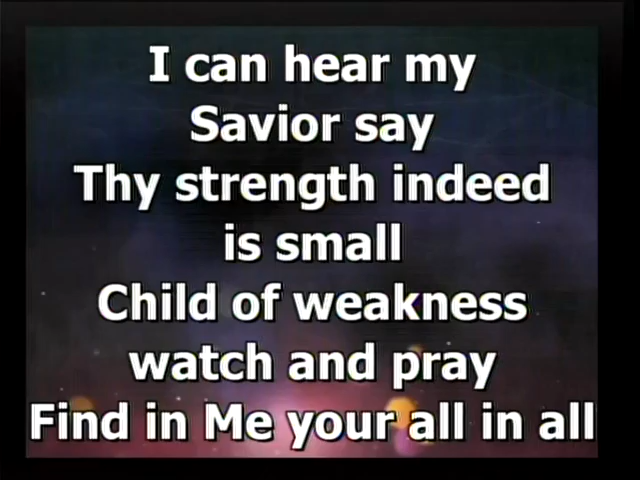 I can hear my
Savior say
Thy strength indeed
is small
Child of weakness
watch and pray
Find in Me your all in all